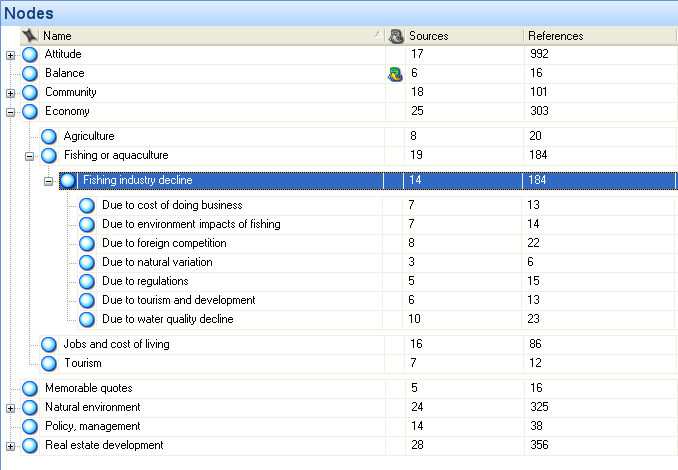 Nodes
Name Sources References
Attitude 17 992
Balance 6 16
Community 18 101
Economy 25 303
Agriculture 8 20
Fishing or aquaculture 19 184
Fishing industry decline 14 184
Due to cost of doing business 7 13
Due to environment impacts of fishing 7 14
Due to foreign competition 8 22
Due to natural variation 3 6
Due to regulations 5 15
Due to tourism and development 6 13
Due to water quality decline 10 23
Jobs and cost of living 16 86
Tourism 7 12
Memorable quotes 5 16
Natural environment 24 325
Policy, management 14 38
Real estate development 28 356